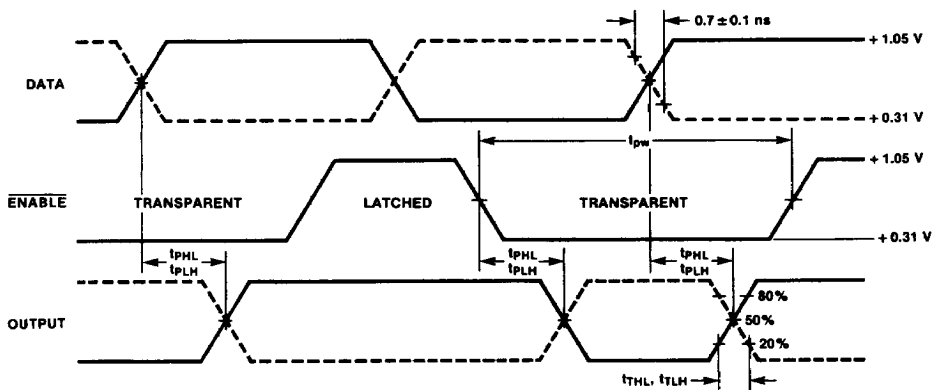 0.7 ± 0.1 ns
+ 1.05 V
DATA
+ 0.31 V
tpw
+ 1.05 V
ENABLE
TRANSPARENT
LATCHED
TRANSPARENT
+ 0.31 V
tPHL
tPLH
tPHL
tPLH
tPHL
tPLH
80%
OUTPUT
50%
20%
tTHL, tTLH